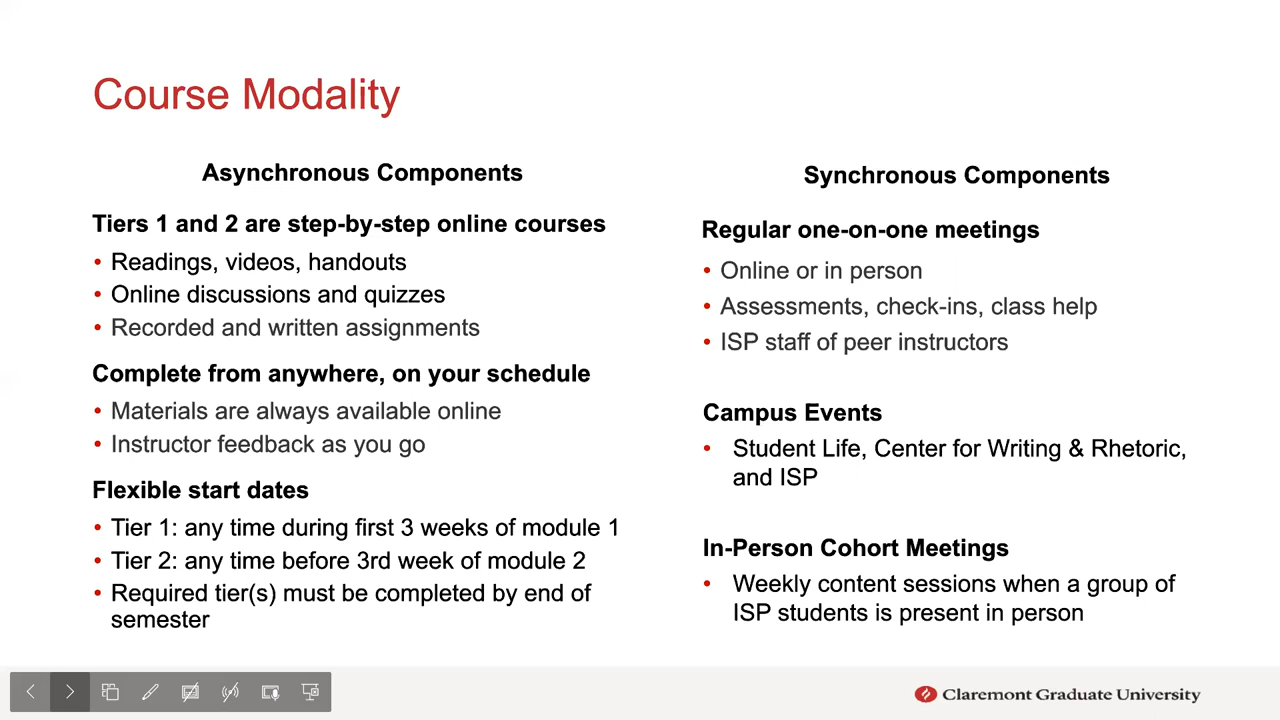 Course Modality
Asynchronous Components
Tiers 1 and 2 are step-by-step online courses
• Readings, videos, handouts
• Online discussions and quizzes
• Recorded and written assignments
Complete from anywhere, on your schedule
• Materials are always available online
• Instructor feedback as you go
Flexible start dates
• Tier 1: any time during first 3 weeks of module 1
• Tier 2: any time before 3rd week of module 2
• Required tier(s) must be completed by end of
semester
Synchronous Components
Regular one-on-one meetings
• Online or in person
• Assessments, check-ins, class help
• ISP staff of peer instructors
Campus Events
• Student Life, Center for Writing & Rhetoric,
and ISP
In-Person Cohort Meetings
• Weekly content sessions when a group of
ISP students is present in person
Claremont Graduate University